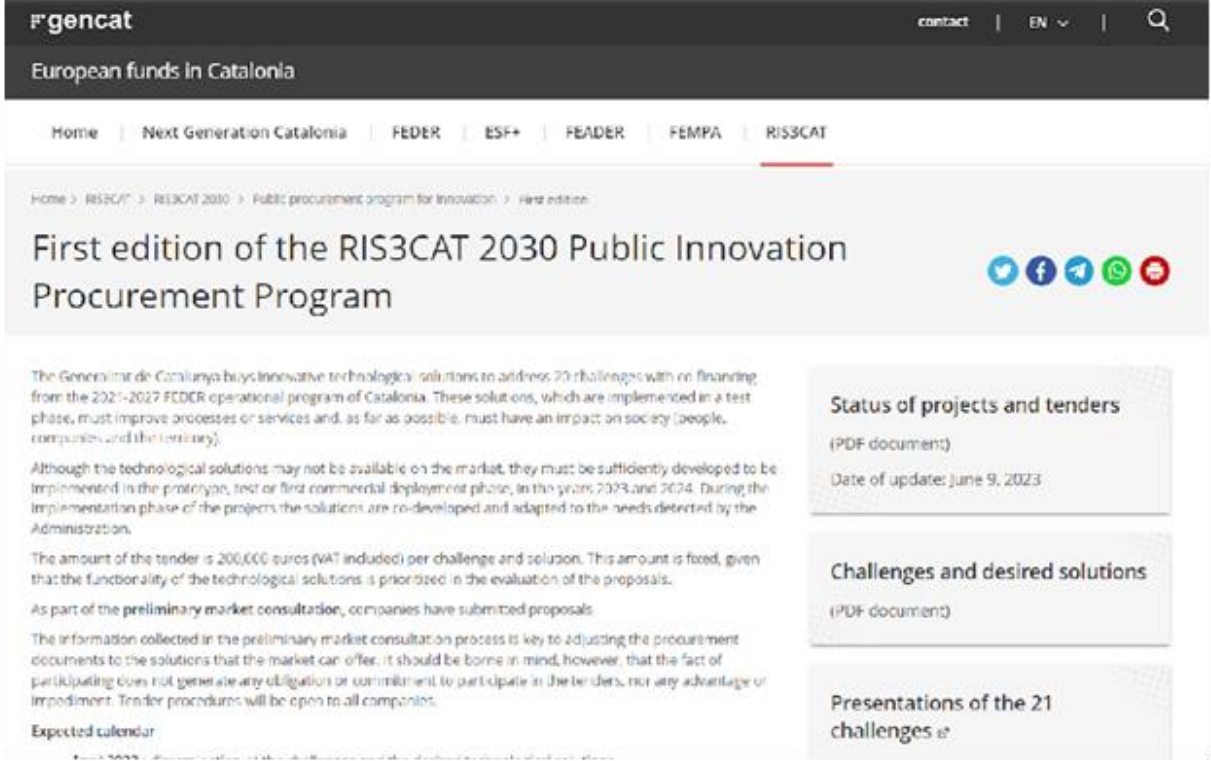 gencat
contact | EN |
European funds in Catalonia
Home | Next Generation Catalonia | FEDER | ESF+ | FEADER | FEMPA | RIS3CAT
Home > RIS3CAT > RIS3CAT 2030 > Public procurement program for innovation > First edition
First edition of the RIS3CAT 2030 Public Innovation
Procurement Program
The Generalitat de Catalunya buys innovative technological solutions to address 20 challenges with co-financing
from the 2021-2027 FEDER operational program of Catalonia. These solutions, which are implemented in a test
phase, must improve processes or services and, as far as possible, must have an impact on society (people,
companies and the territory).
Although the technological solutions may not be available on the market, they must be sufficiently developed to be
implemented in the prototype, test or first commercial deployment phase, in the years 2023 and 2024. During the
implementation phase of the projects the solutions are co-developed and adapted to the needs detected by the
Administration.
The amount of the tender is 200,000 euros (VAT included) per challenge and solution. This amount is fixed, given
that the functionality of the technological solutions is prioritized in the evaluation of the proposals.
As part of the preliminary market consultation, companies have submitted proposals
The information collected in the preliminary market consultation process is key to adjusting the procurement
documents to the solutions that the market can offer. It should be borne in mind, however, that the fact of
participating does not generate any obligation or commitment to participate in the tenders, nor any advantage or
impediment. Tender procedures will be open to all companies.
Expected calendar
Status of projects and tenders
(PDF document)
Date of update: June 9, 2023
Challenges and desired solutions
(PDF document)
Presentations of the 21
challenges